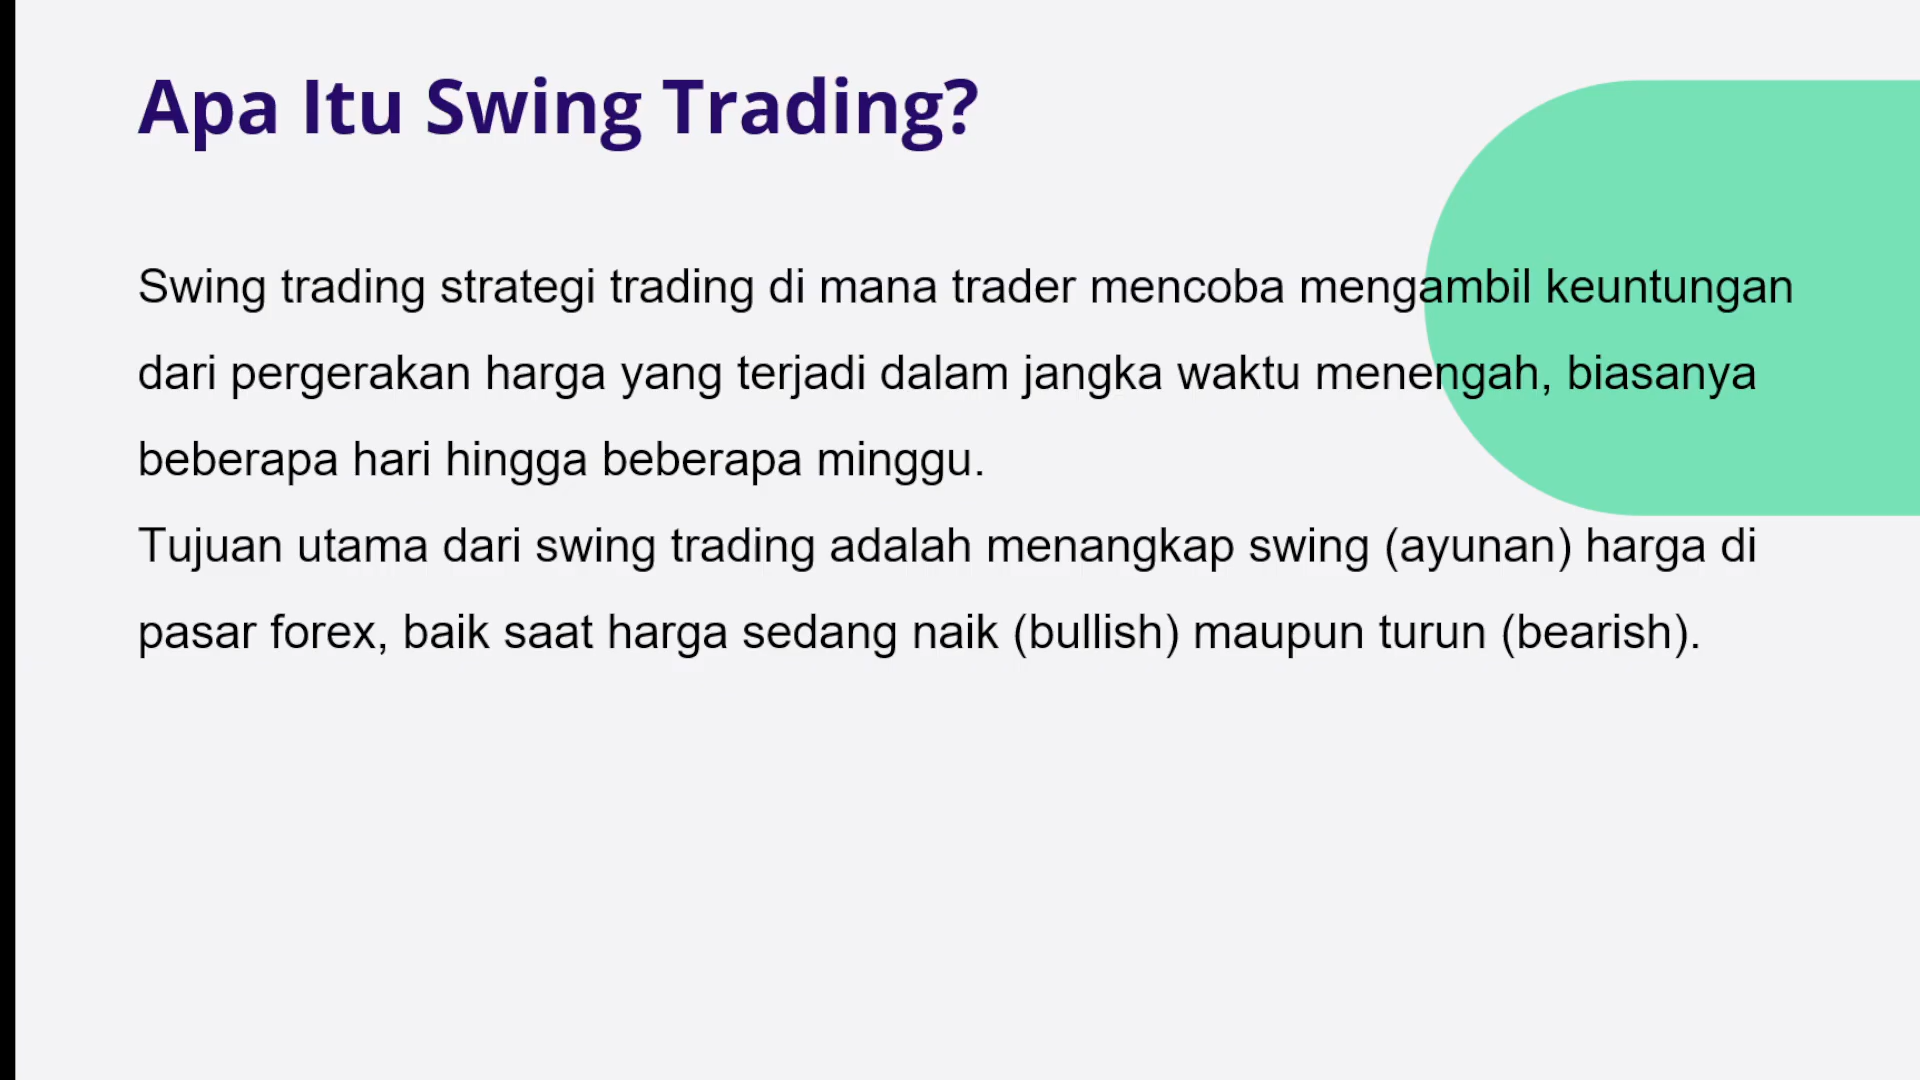 Apa Itu Swing Trading?
Swing trading strategi trading di mana trader mencoba mengambil keuntungan
dari pergerakan harga yang terjadi dalam jangka waktu menengah, biasanya
beberapa hari hingga beberapa minggu.
Tujuan utama dari swing trading adalah menangkap swing (ayunan) harga di
pasar forex, baik saat harga sedang naik (bullish) maupun turun (bearish).